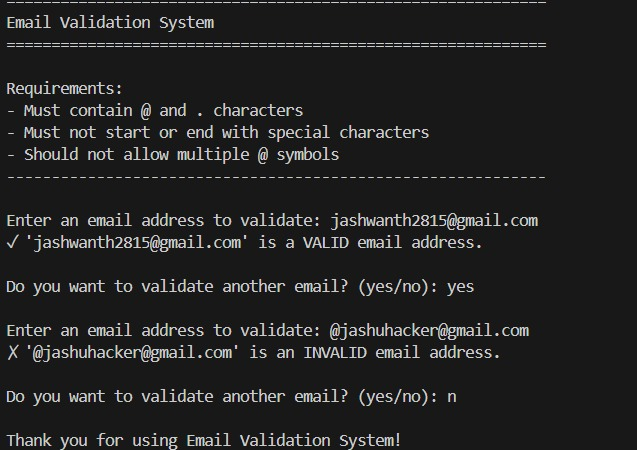 ============================================================
Email Validation System
============================================================
Requirements:
- Must contain @ and . characters
- Must not start or end with special characters
- Should not allow multiple @ symbols
------------------------------------------------------------
Enter an email address to validate: jashwanth2815@gmail.com
✓ 'jashwanth2815@gmail.com' is a VALID email address.
Do you want to validate another email? (yes/no): yes
Enter an email address to validate: @jashuhacker@gmail.com
✗ '@jashuhacker@gmail.com' is an INVALID email address.
Do you want to validate another email? (yes/no): n
Thank you for using Email Validation System!